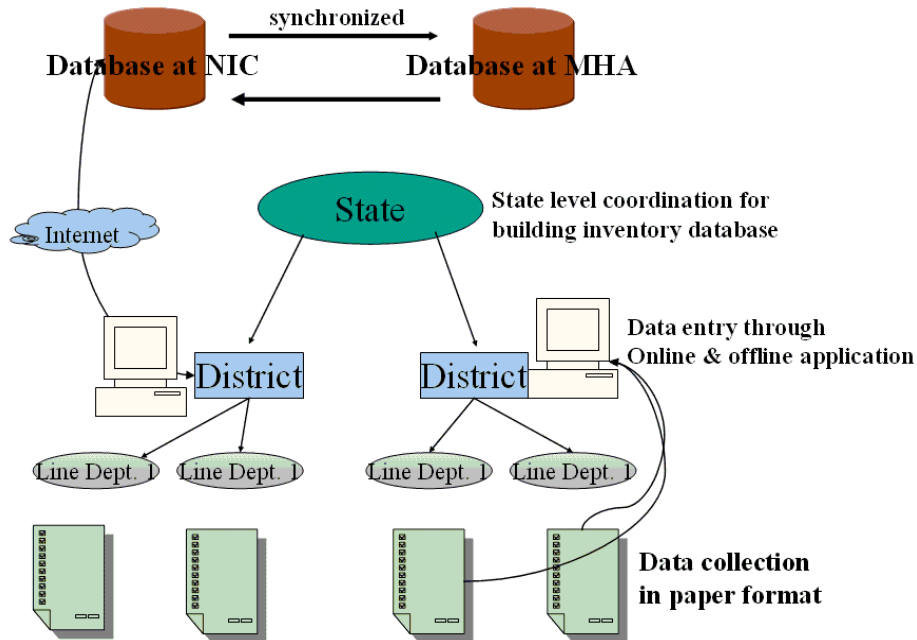 synchronized
Database at NIC
Database at MHA
State
State level coordination for
building inventory database
Internet
Data entry through
Online & offline application
District
District
Line Dept. 1
Line Dept. 1
Line Dept. 1
Line Dept. 1
Data collection
in paper format